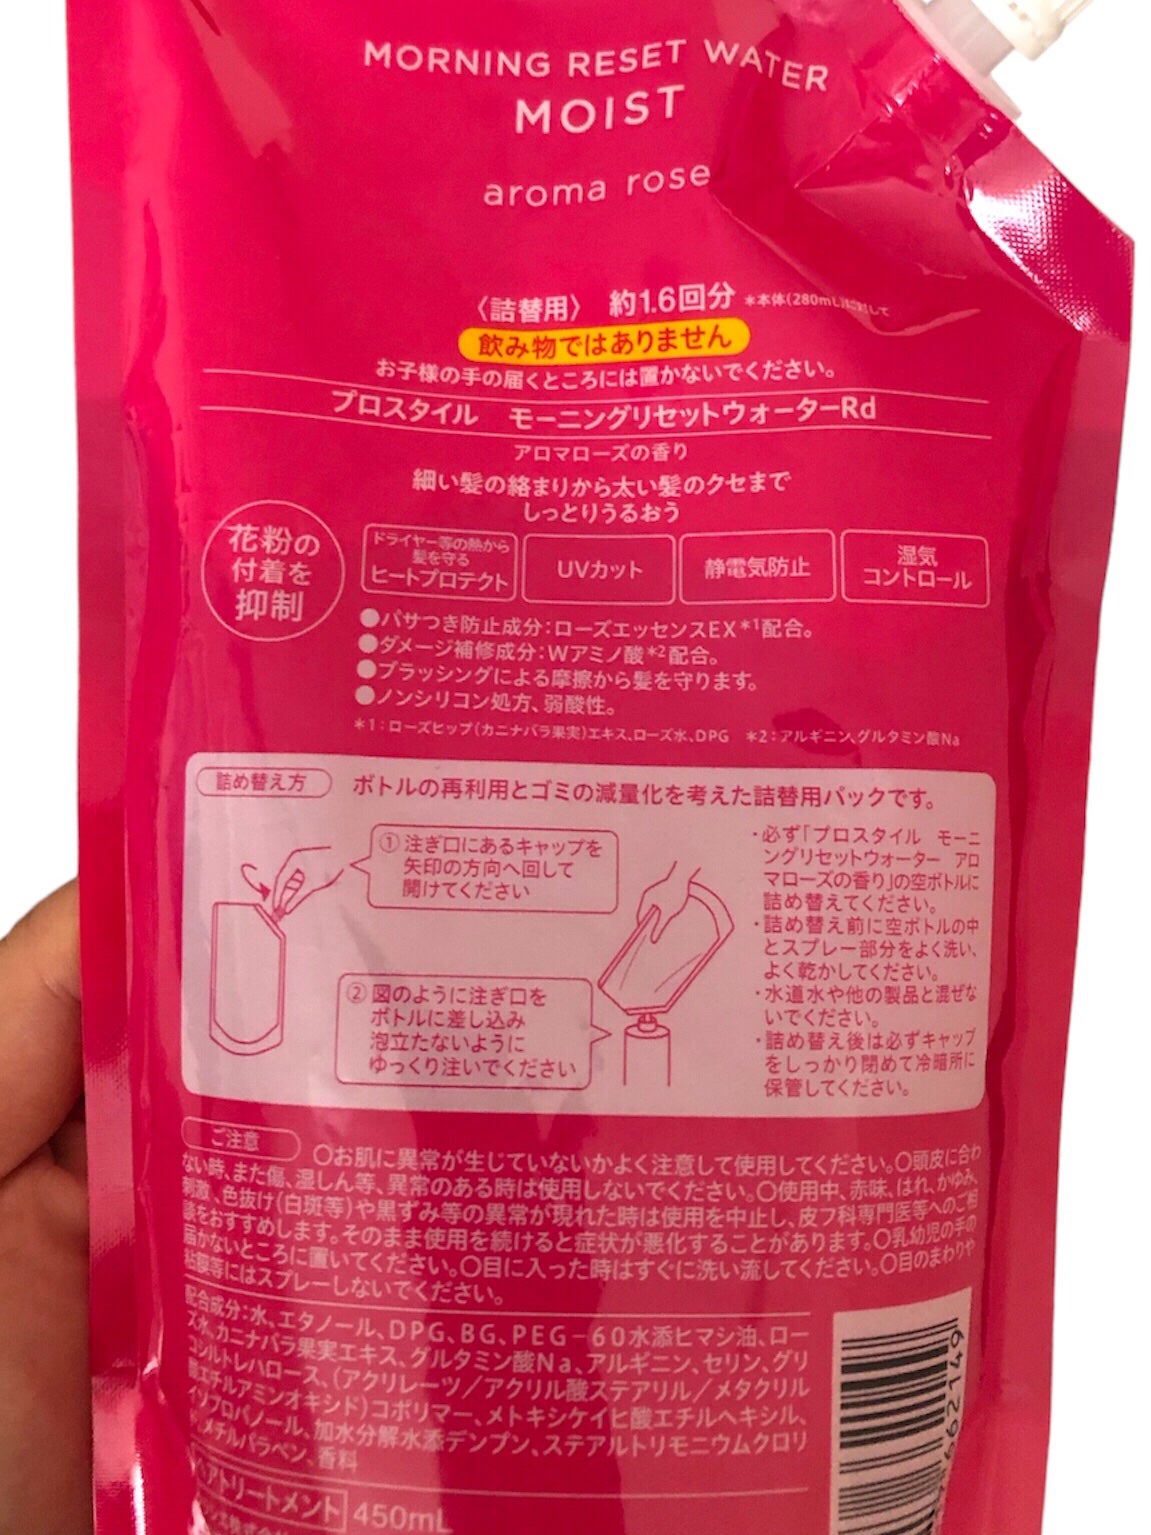 MORNING RESET WATER
MOIST
aroma rose
〈詰替用〉 約1.6回分 *本体(280mL)に対して
飲み物ではありません
お子様の手の届くところには置かないでください。
プロスタイル モーニングリセットウォーターRd
アロマローズの香り
細い髪の絡まりから太い髪のクセまで
しっとりうるおう
花粉の
付着を
抑制
ドライヤー等の熱から
髪を守る
ヒートプロテクト
UVカット
静電気防止
湿気
コントロール
●パサつき防止成分:ローズエッセンスEX*1配合。
●ダメージ補修成分:Wアミノ酸*2配合。
●ブラッシングによる摩擦から髪を守ります。
●ノンシリコン処方、弱酸性。
*1:ローズヒップ(カニナバラ果実)エキス、ローズ水、DPG *2:アルギニン、グルタミン酸Na
詰め替え方 ボトルの再利用とゴミの減量化を考えた詰替用パックです。
①注ぎ口にあるキャップを
矢印の方向へ回して
開けてください
②図のように注ぎ口を
ボトルに差し込み
泡立たないように
ゆっくり注いでください
・必ず「プロスタイル モーニ
ングリセットウォーター アロ
マローズの香り」の空ボトルに
詰め替えてください。
・詰め替え前に空ボトルの中
とスプレー部分をよく洗い、
よく乾かしてください。
・水道水や他の製品と混ぜな
いでください。
・詰め替え後は必ずキャップ
をしっかり閉めて冷暗所に
保管してください。
ご注意 ○お肌に異常が生じていないかよく注意して使用してください。○頭皮に合わ
ない時、また傷、湿しん等、異常のある時は使用しないでください。○使用中、赤味、はれ、かゆみ、
刺激、色抜け(白斑等)や黒ずみ等の異常が現れた時は使用を中止し、皮フ科専門医等へのご相
談をおすすめします。そのまま使用を続けると症状が悪化することがあります。○乳幼児の手の
届かないところに置いてください。○目に入った時はすぐに洗い流してください。○目のまわりや
粘膜等にはスプレーしないでください。
配合成分:水、エタノール、DPG、BG、PEG-60水添ヒマシ油、ロー
ズ水、カニナバラ果実エキス、グルタミン酸Na、アルギニン、セリン、グリ
コシルトレハロース、(アクリレーツ/アクリル酸ステアリル/メタクリル
酸エチルアミンオキシド)コポリマー、メトキシケイヒ酸エチルヘキシル、
イソプロパノール、加水分解水添デンプン、ステアルトリモニウムクロリ
ド、メチルパラベン、香料
ヘアトリートメント 450mL